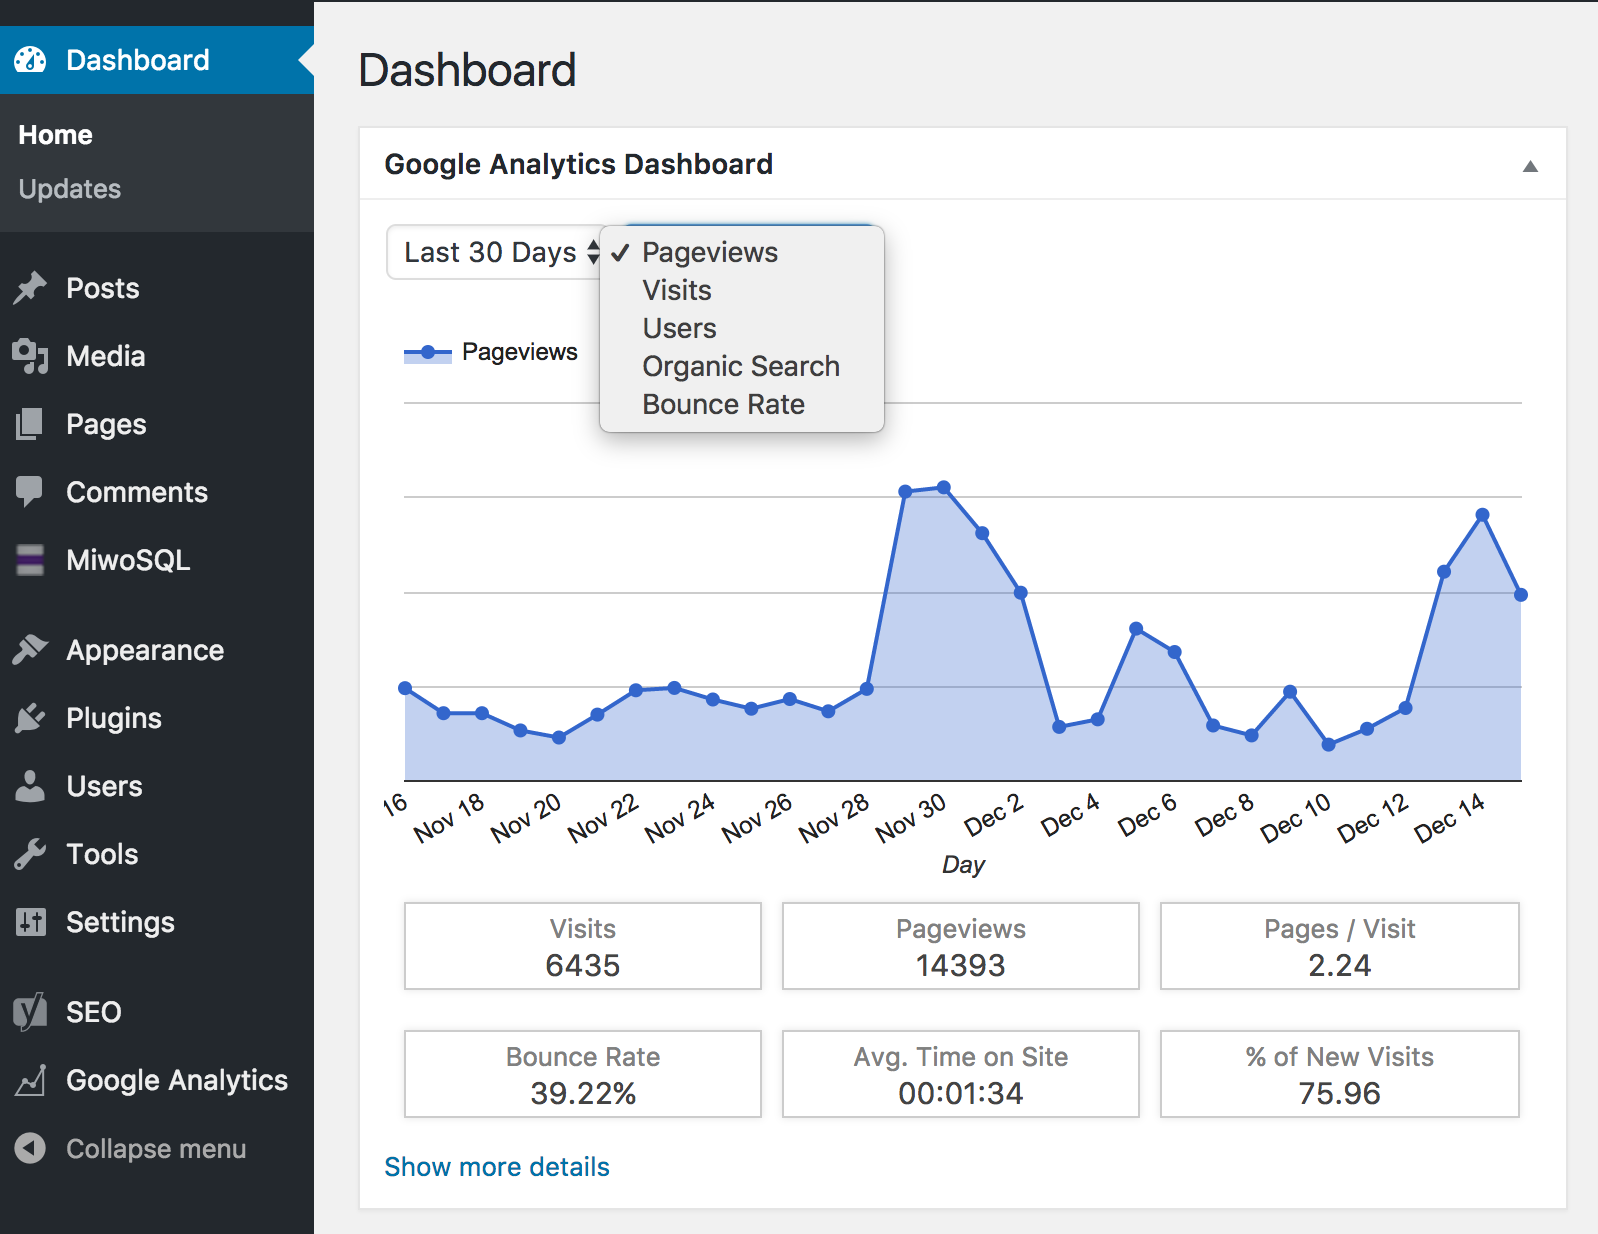 Dashboard
Home
Updates
Posts
Media
Pages
Comments
MiwoSQL
Appearance
Plugins
Users
Tools
Settings
SEO
Google Analytics
Collapse menu
Dashboard
Google Analytics Dashboard
Last 30 Days
✓ Pageviews
Visits
Users
Organic Search
Bounce Rate
Pageviews
16 Nov 18 Nov 20 Nov 22 Nov 24 Nov 26 Nov 28 Nov 30 Dec 2 Dec 4 Dec 6 Dec 8 Dec 10 Dec 12 Dec 14
Day
Visits
6435
Pageviews
14393
Pages / Visit
2.24
Bounce Rate
39.22%
Avg. Time on Site
00:01:34
% of New Visits
75.96
Show more details